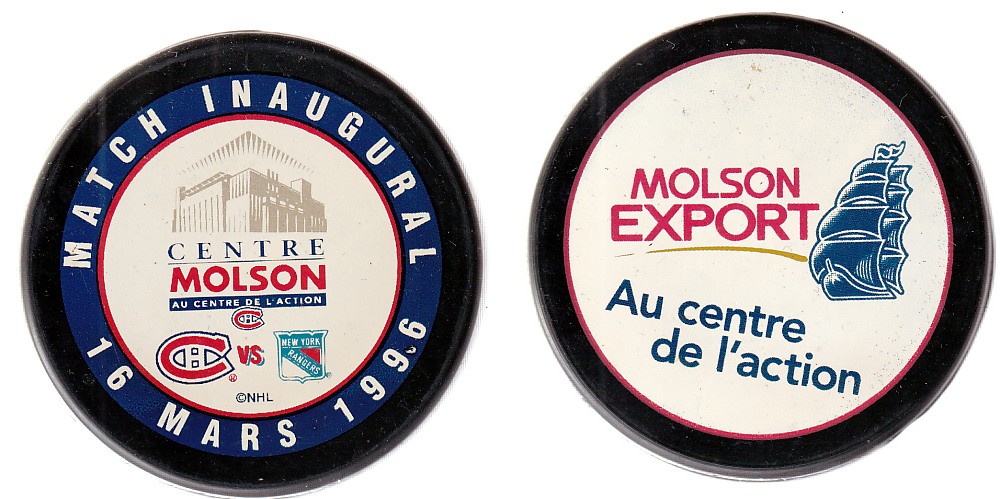 MATCH INAUGURAL
CENTRE
MOLSON
AU CENTRE DE L'ACTION
VS
NEW YORK
RANGERS
®
©NHL
16 MARS 1996
MOLSON
EXPORT
Au centre
de l'action